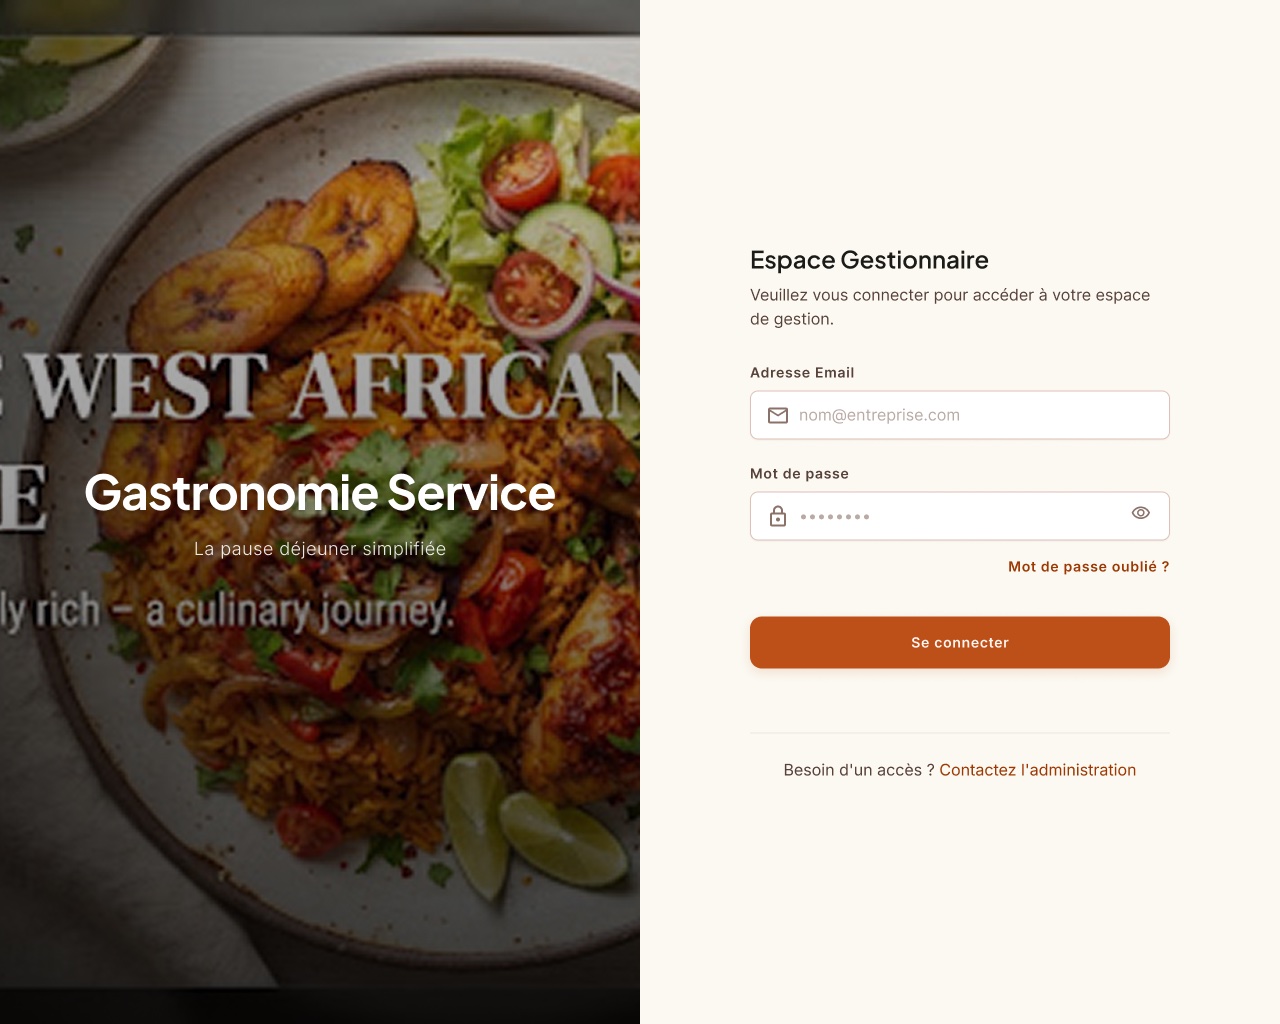 WEST AFRICAN
E
Gastronomie Service
La pause déjeuner simplifiée
ly rich – a culinary journey.
Espace Gestionnaire
Veuillez vous connecter pour accéder à votre espace
de gestion.
Adresse Email
nom@entreprise.com
Mot de passe
••••••••
Mot de passe oublié ?
Se connecter
Besoin d'un accès ? Contactez l'administration